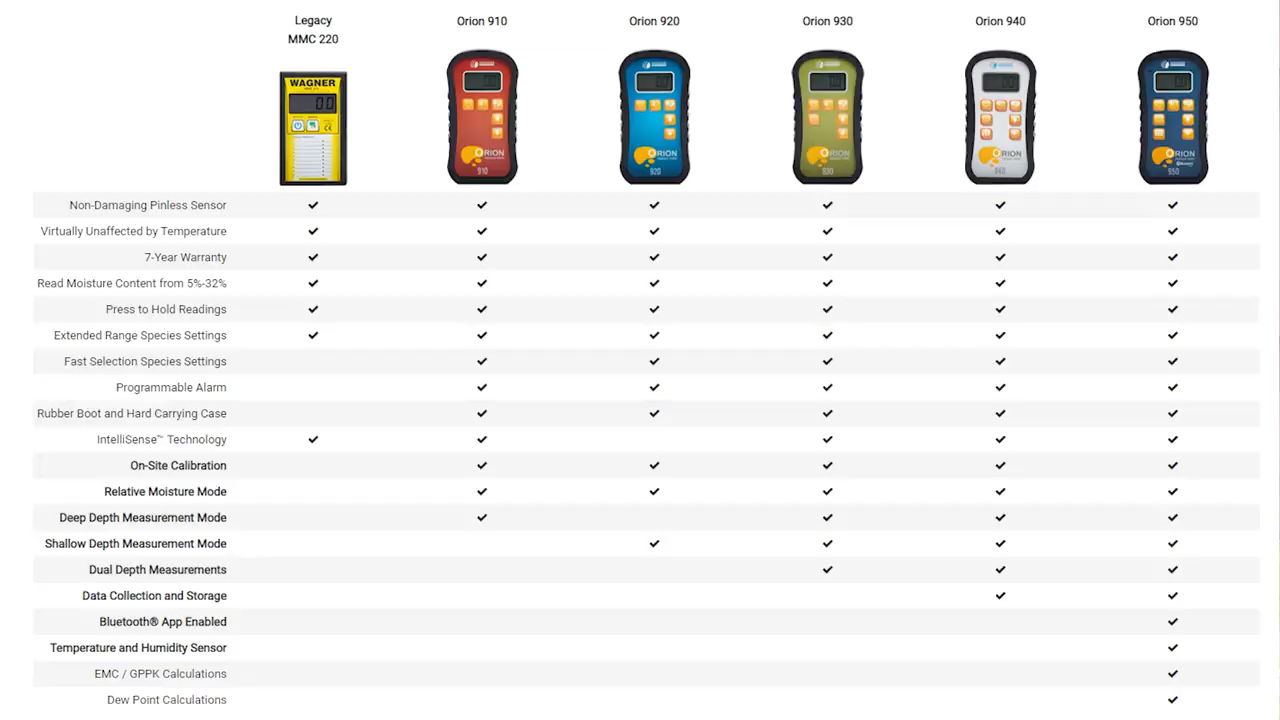 Legacy
MMC 220
Orion 910
Orion 920
Orion 930
Orion 940
Orion 950
WAGNER
ORION
910
ORION
920
ORION
930
ORION
940
ORION
950
Non-Damaging Pinless Sensor
Virtually Unaffected by Temperature
7-Year Warranty
Read Moisture Content from 5%-32%
Press to Hold Readings
Extended Range Species Settings
Fast Selection Species Settings
Programmable Alarm
Rubber Boot and Hard Carrying Case
IntelliSense™ Technology
On-Site Calibration
Relative Moisture Mode
Deep Depth Measurement Mode
Shallow Depth Measurement Mode
Dual Depth Measurements
Data Collection and Storage
Bluetooth® App Enabled
Temperature and Humidity Sensor
EMC / GPPK Calculations
Dew Point Calculations